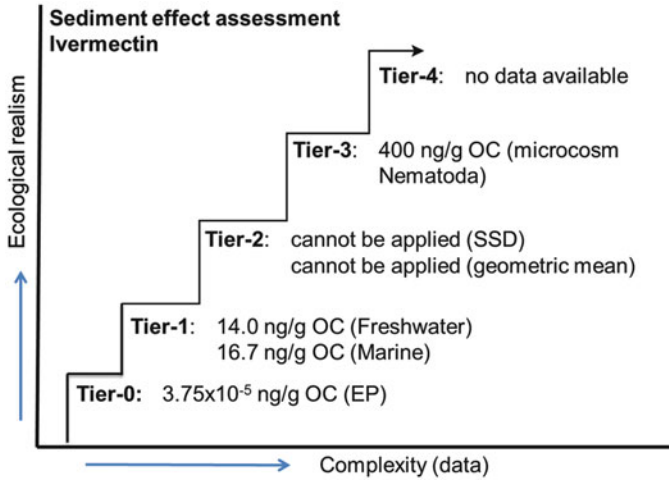 Sediment effect assessment
Ivermectin
Tier-4: no data available
Tier-3: 400 ng/g OC (microcosm
Nematoda)
Tier-2: cannot be applied (SSD)
cannot be applied (geometric mean)
Tier-1: 14.0 ng/g OC (Freshwater)
16.7 ng/g OC (Marine)
Tier-0: 3.75x10⁻⁵ ng/g OC (EP)
Ecological realism
Complexity (data)